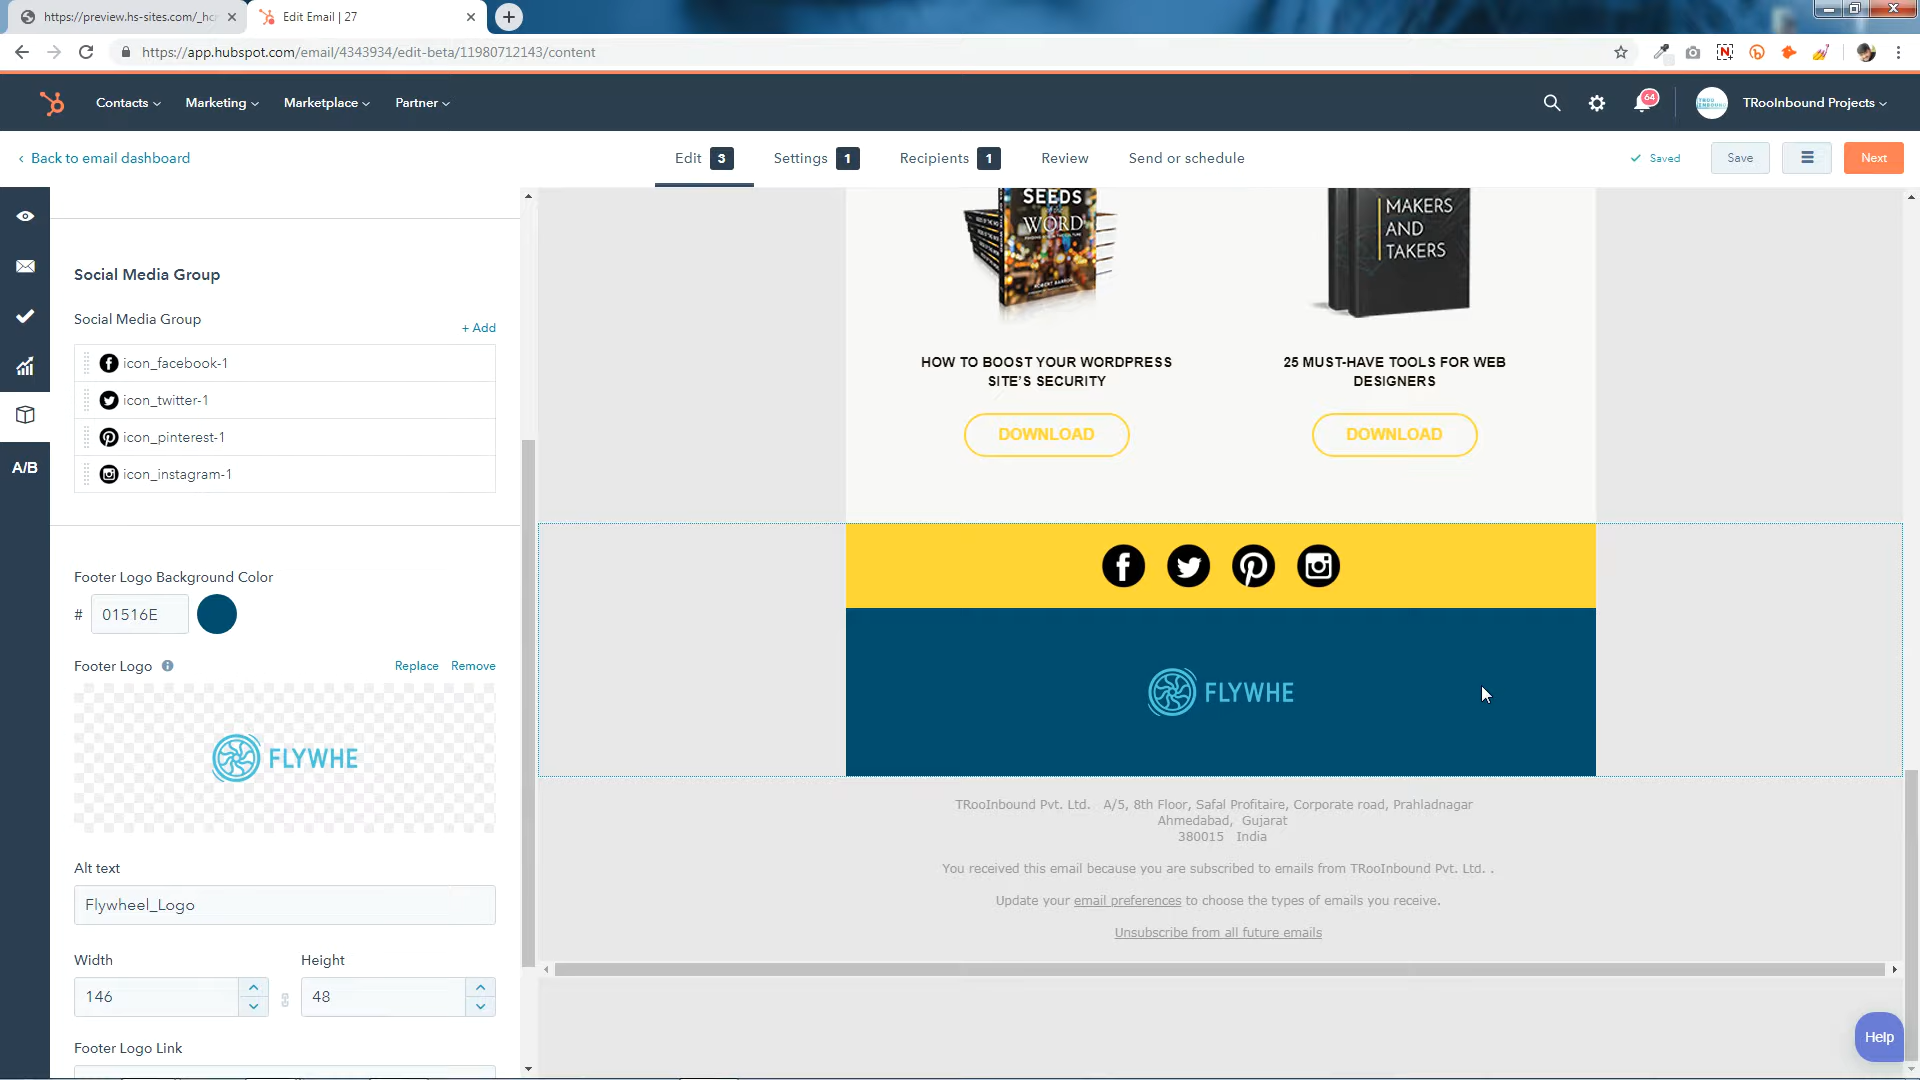 https://preview.hs-sites.com/_hcr
Edit Email | 27
https://app.hubspot.com/email/4343934/edit-beta/11980712143/content
Contacts
Marketing
Marketplace
Partner
64
TRooInbound Projects
Back to email dashboard
Edit 3
Settings 1
Recipients 1
Review
Send or schedule
Saved
Save
Next
A/B
Social Media Group
Social Media Group
+ Add
icon_facebook-1
icon_twitter-1
icon_pinterest-1
icon_instagram-1
Footer Logo Background Color
# 01516E
Footer Logo
Replace Remove
FLYWHE
Alt text
Flywheel_Logo
Width
Height
146
48
Footer Logo Link
SEEDS
WORD
MAKERS
AND
TAKERS
HOW TO BOOST YOUR WORDPRESS
SITE’S SECURITY
DOWNLOAD
25 MUST-HAVE TOOLS FOR WEB
DESIGNERS
DOWNLOAD
FLYWHE
TRooInbound Pvt. Ltd. A/5, 8th Floor, Safal Profitaire, Corporate road, Prahladnagar
Ahmedabad, Gujarat
380015 India
You received this email because you are subscribed to emails from TRooInbound Pvt. Ltd. .
Update your email preferences to choose the types of emails you receive.
Unsubscribe from all future emails
Help